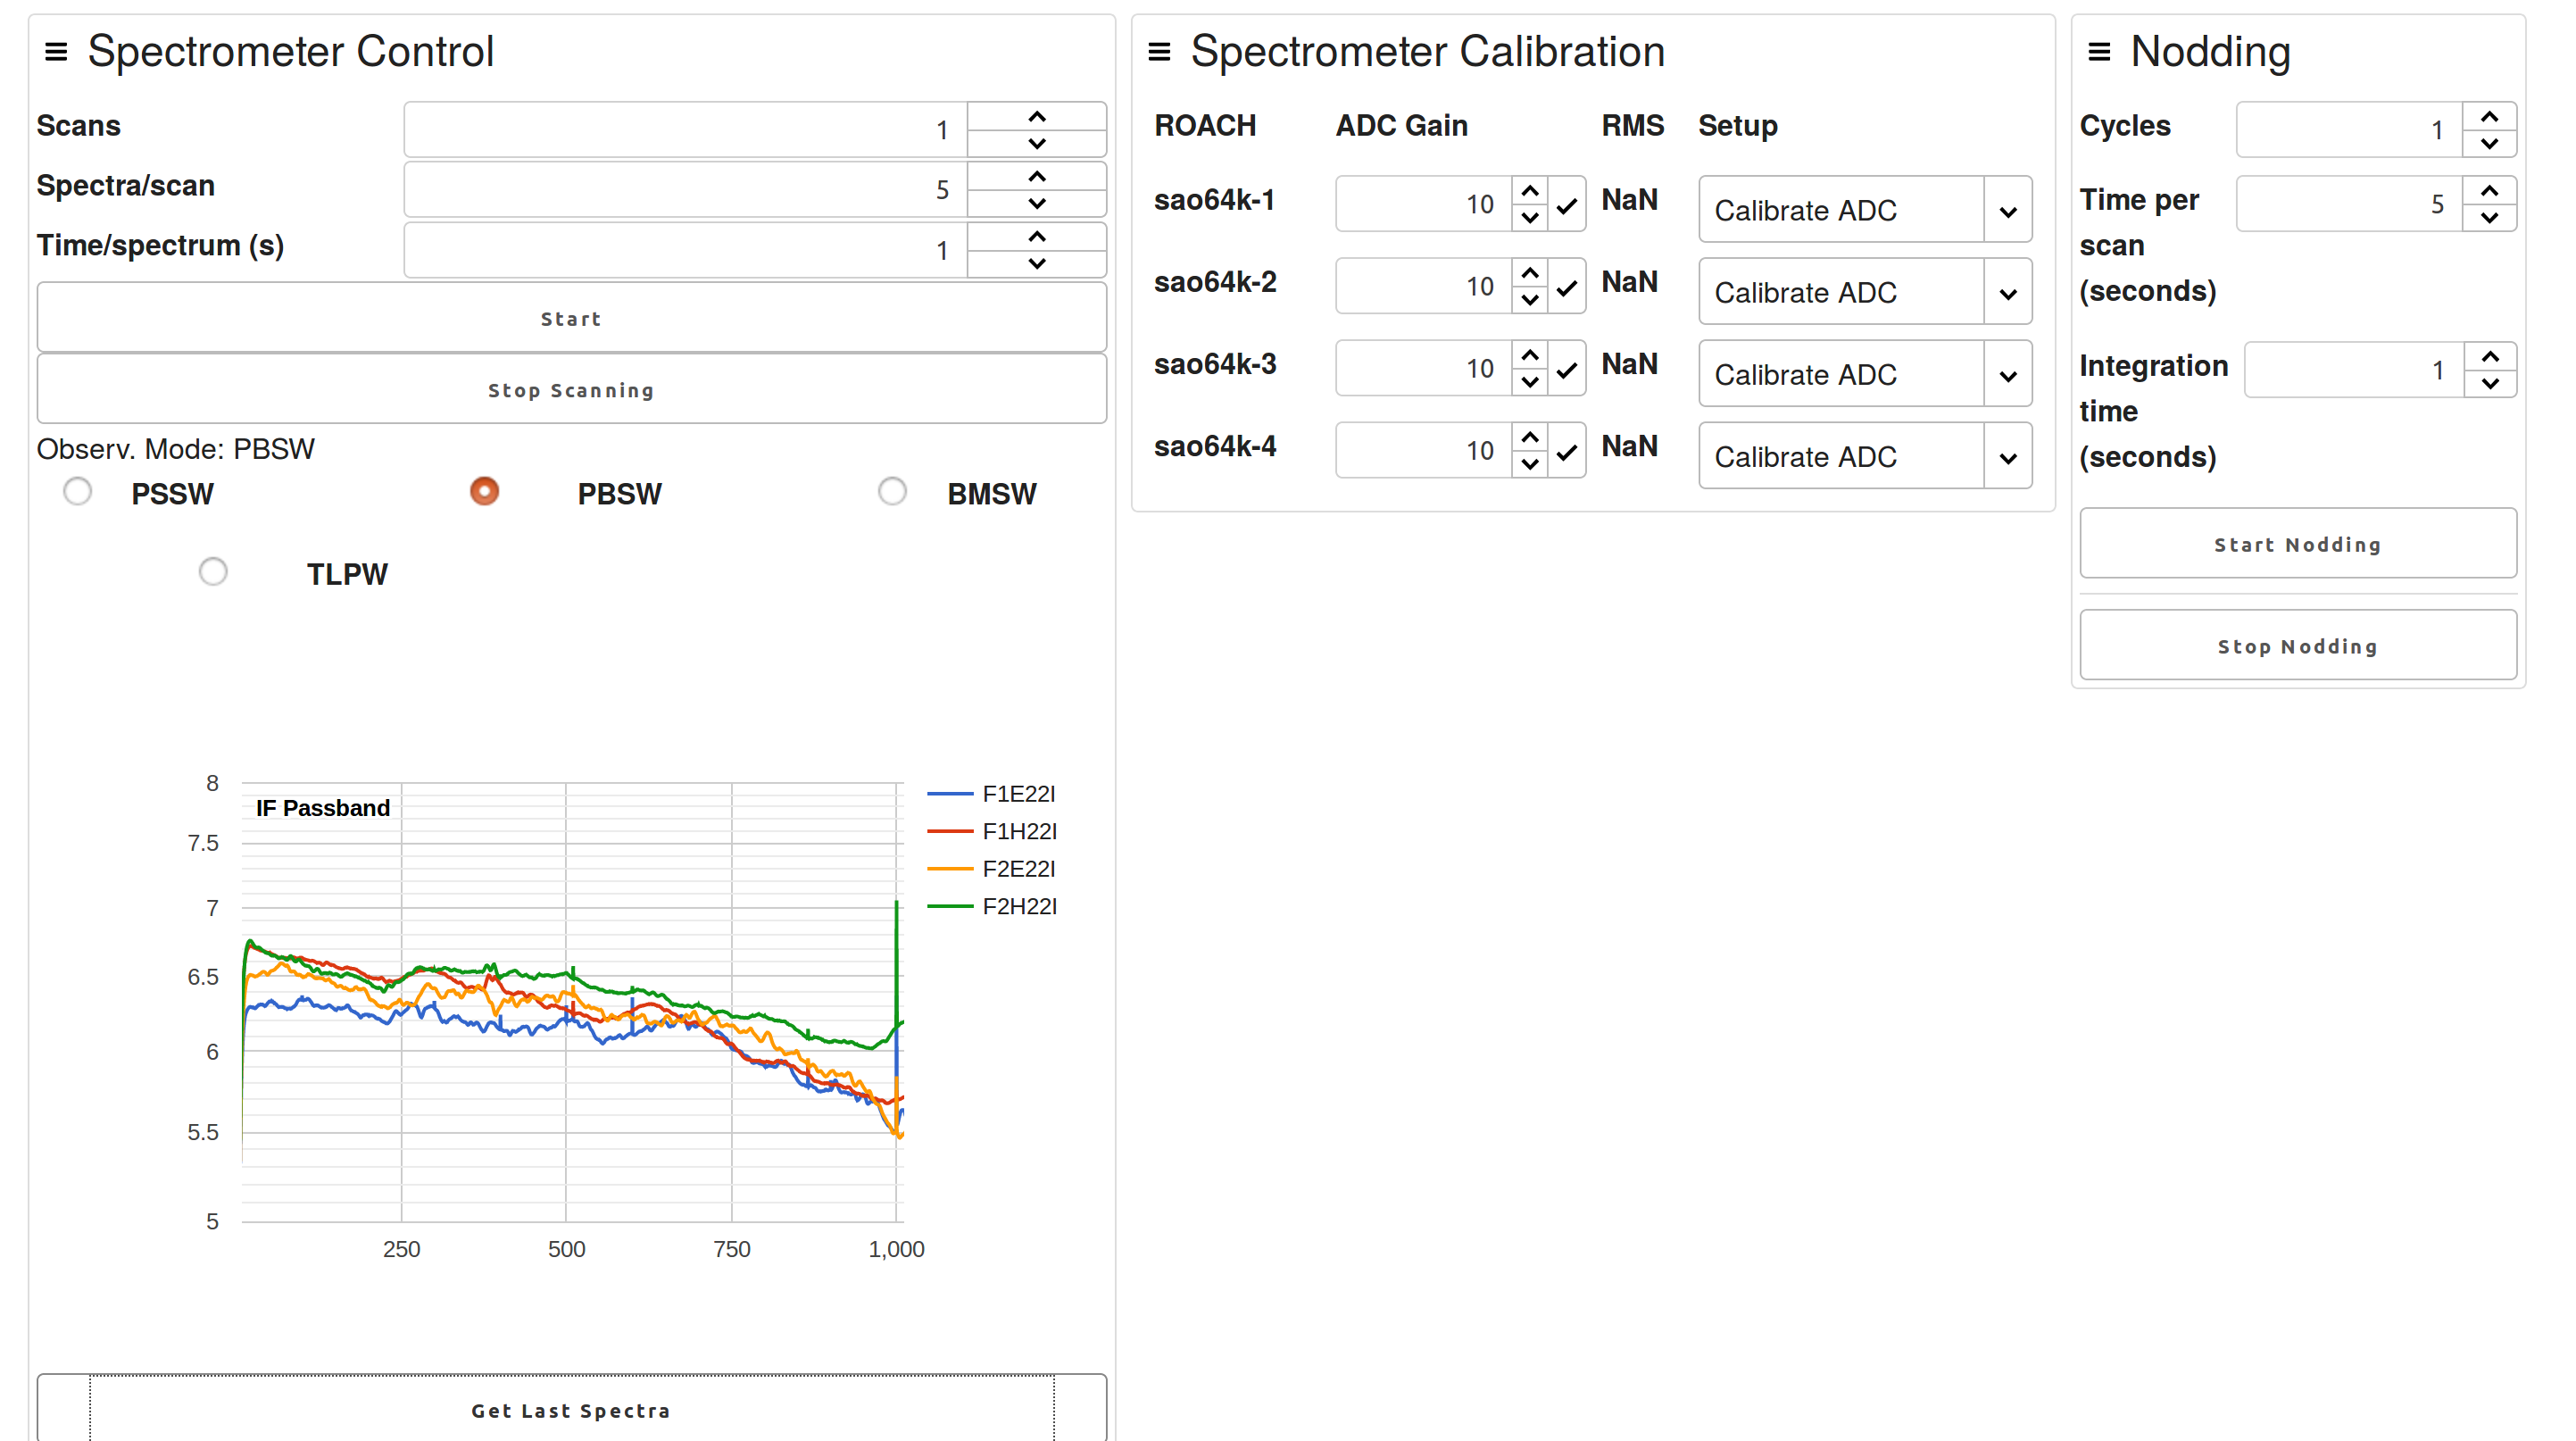 Spectrometer Control
Scans 1
Spectra/scan 5
Time/spectrum (s) 1
Start
Stop Scanning
Observ. Mode: PBSW
PSSW PBSW BMSW
TLPW
8
7.5
7
6.5
6
5.5
5
IF Passband
250 500 750 1,000
F1E22I
F1H22I
F2E22I
F2H22I
Get Last Spectra
Spectrometer Calibration
ROACH ADC Gain RMS Setup
sao64k-1 10 NaN Calibrate ADC
sao64k-2 10 NaN Calibrate ADC
sao64k-3 10 NaN Calibrate ADC
sao64k-4 10 NaN Calibrate ADC
Nodding
Cycles 1
Time per 5
scan
(seconds)
Integration 1
time
(seconds)
Start Nodding
Stop Nodding